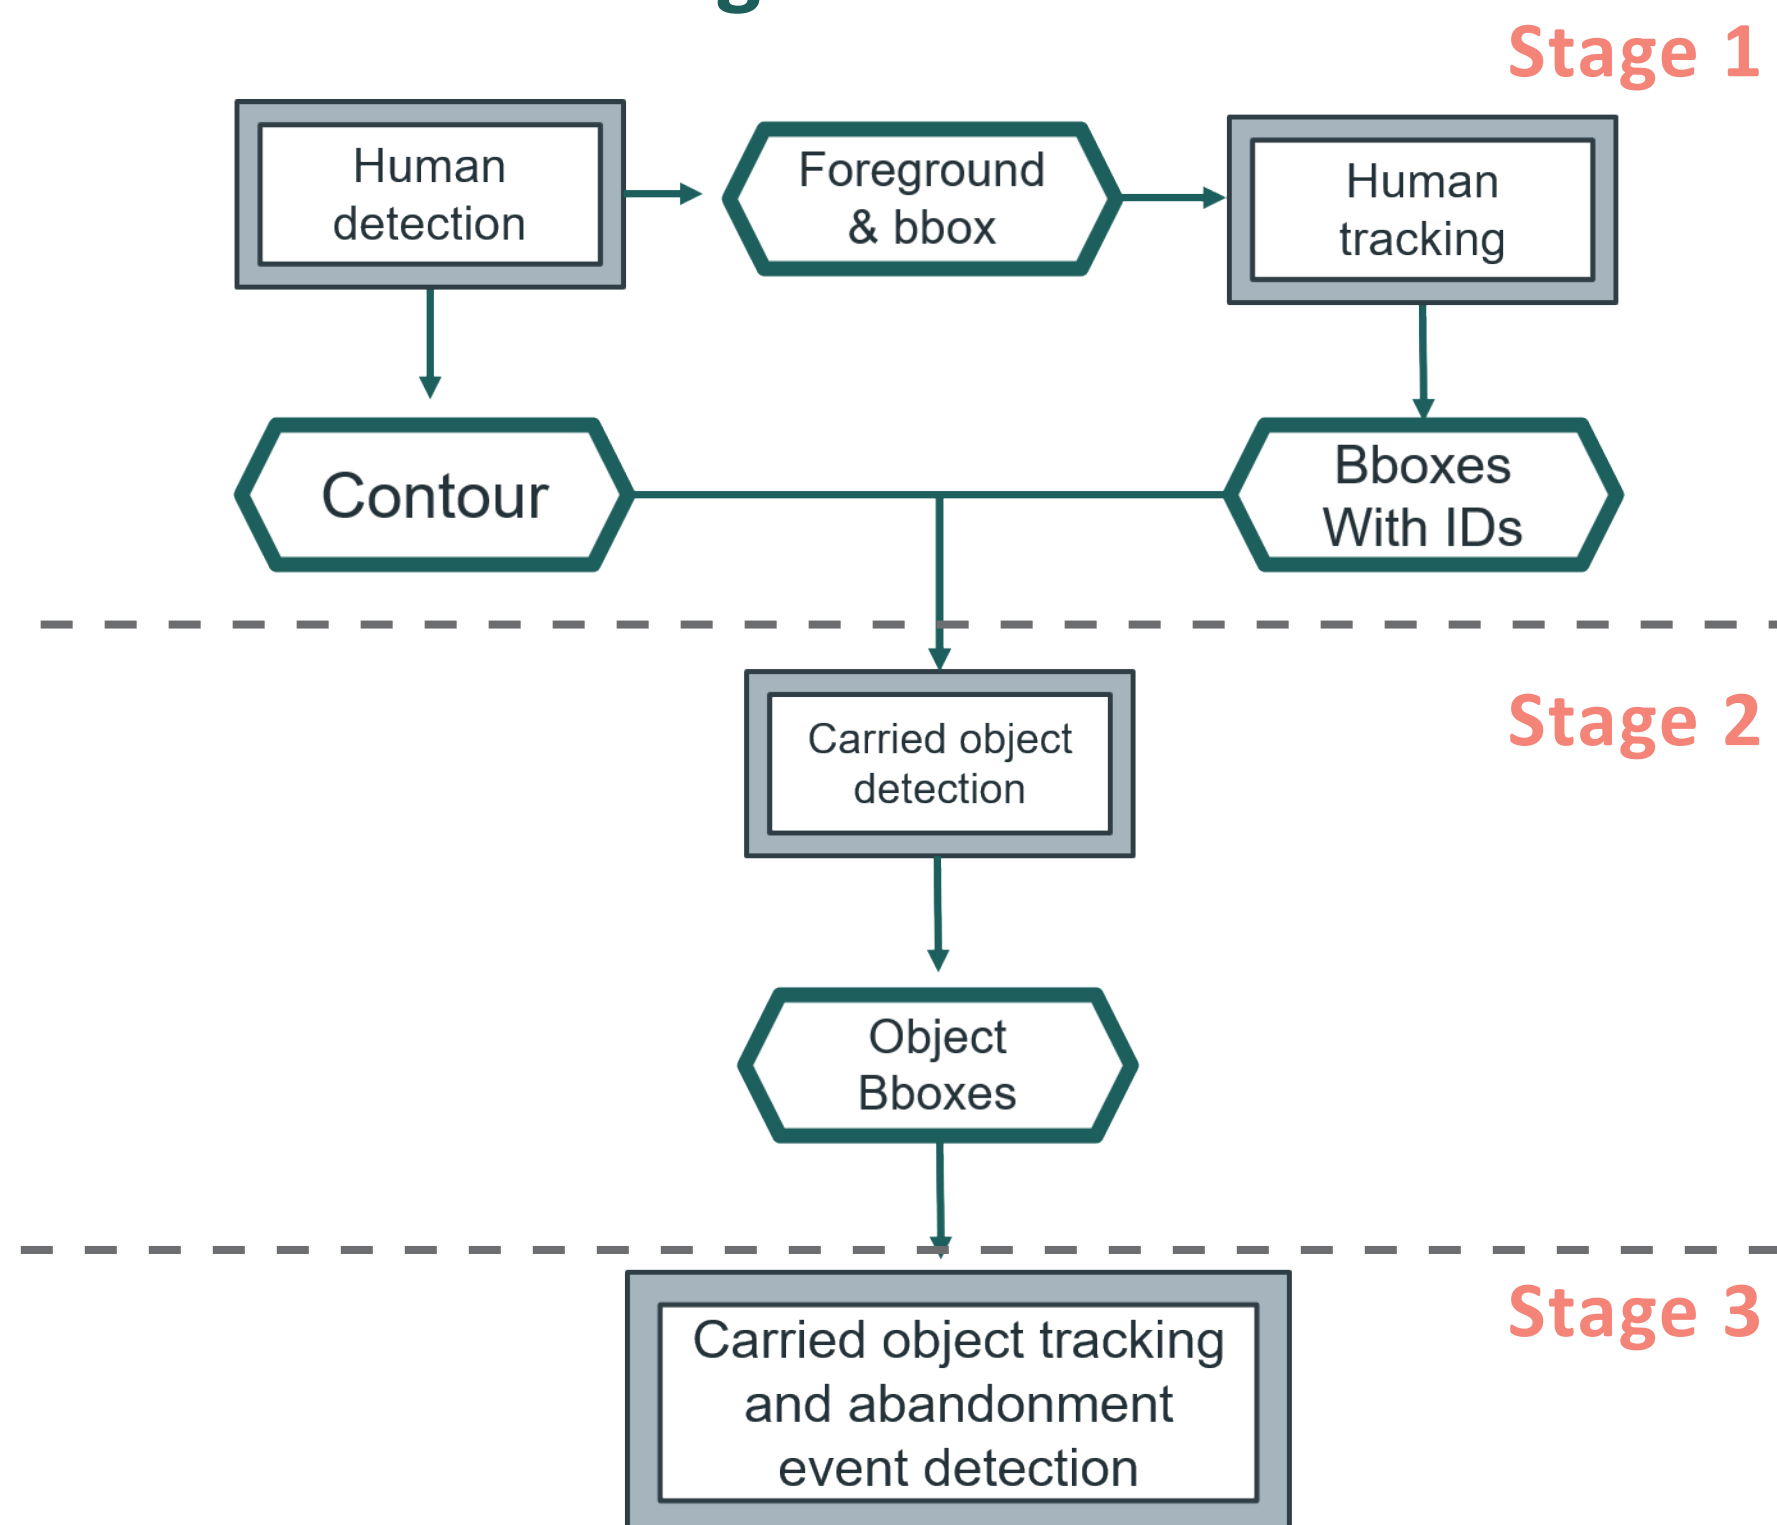 Stage 1
Human
detection
Foreground
& bbox
Human
tracking
Contour
Bboxes
With IDs
Stage 2
Carried object
detection
Object
Bboxes
Stage 3
Carried object tracking
and abandonment
event detection